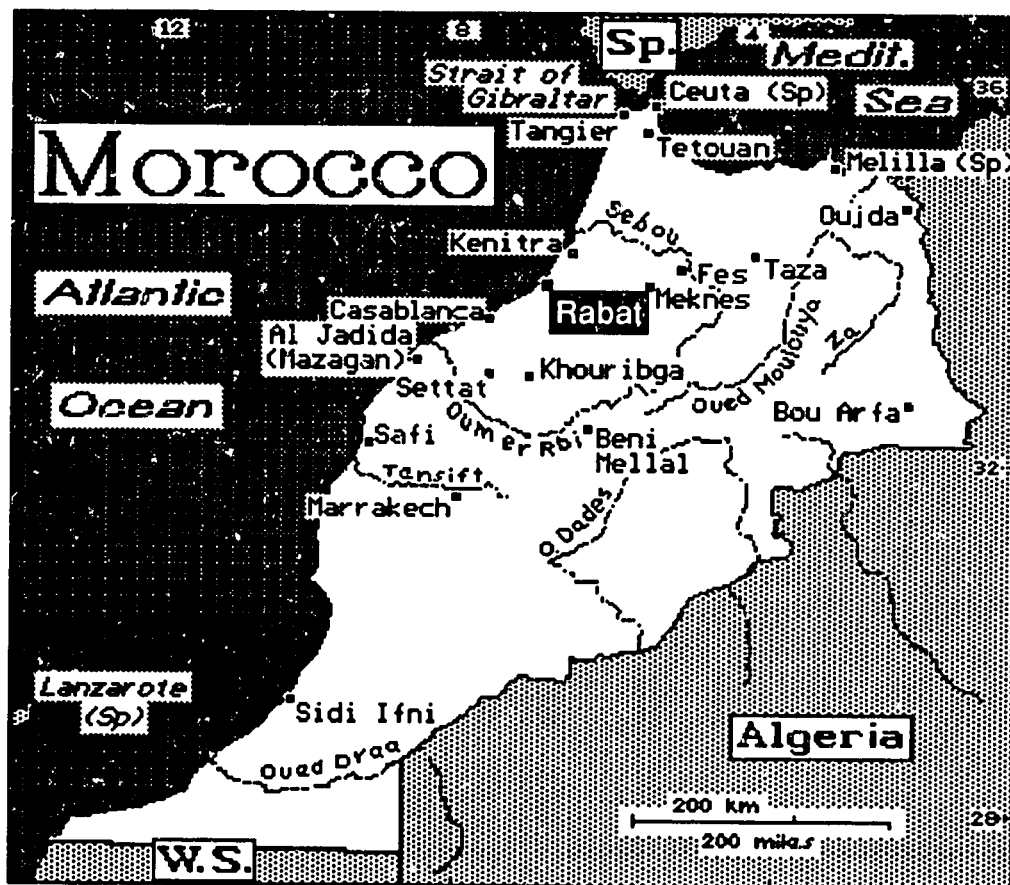 12
8
Sp.
4
Medit.
Sea
36
Strait of
Gibraltar
Ceuta (Sp)
Tangier
Tetouan
Morocco
Melilla (Sp)
Oujda
Sebou
Kenitra
Fes
Taza
Meknes
Atlantic
Ocean
Rabat
Casablanca
Al Jadida
(Mazagan)
Oued Moulouya
Za
Settat
Khouribga
Bou Arfa
Oum er Rbi
Safi
Beni
Mellal
Tansift
32
Marrakech
O. Dades
Lanzarote
(Sp)
Sidi Ifni
Algeria
Oued Draa
200 km
200 miles
28
W.S.